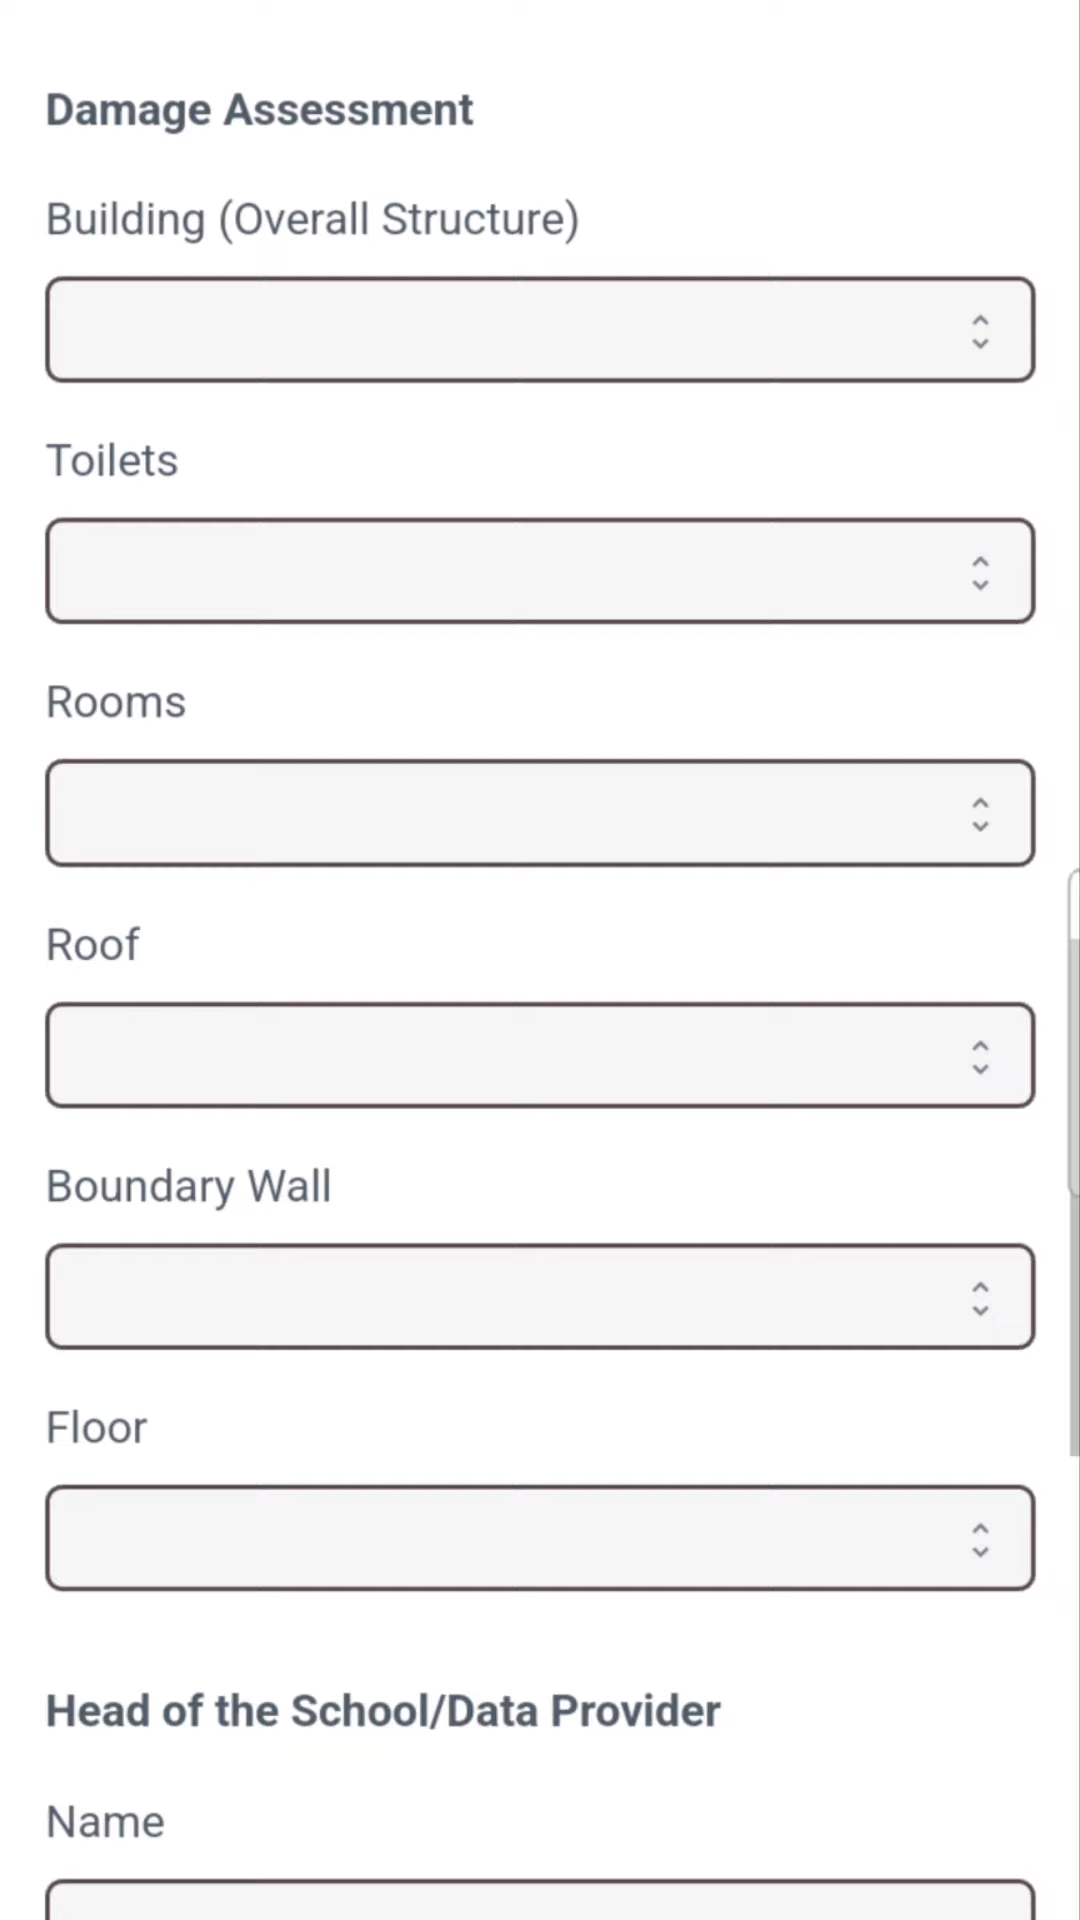 Damage Assessment
Building (Overall Structure)
Toilets
Rooms
Roof
Boundary Wall
Floor
Head of the School/Data Provider
Name